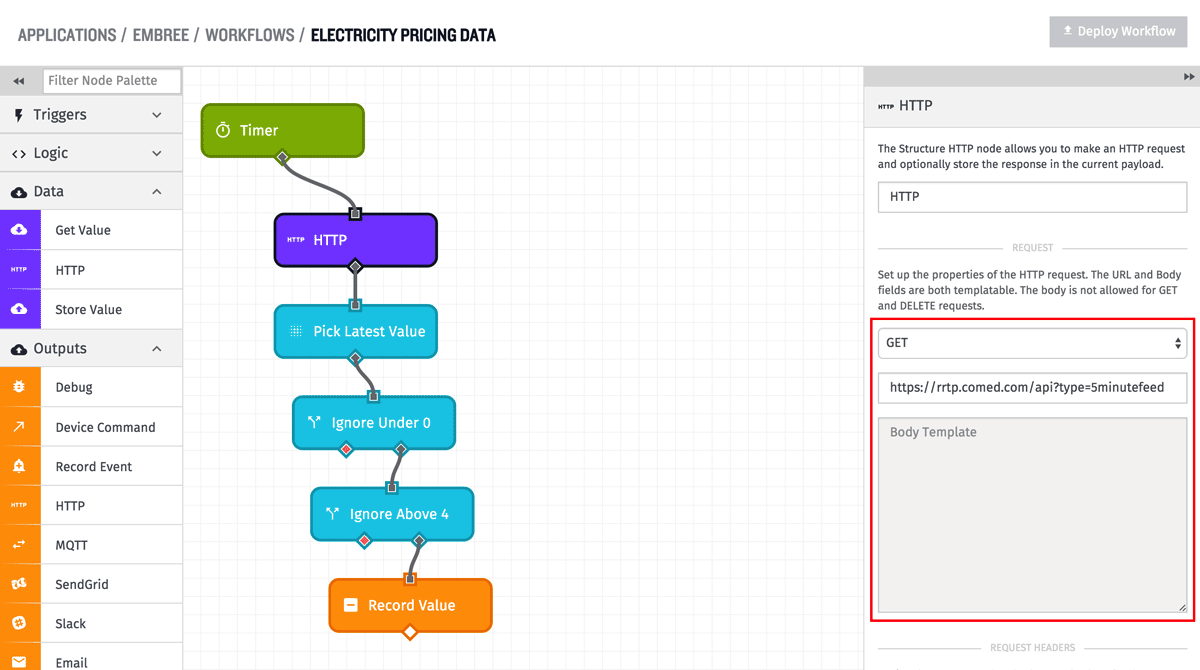 APPLICATIONS / EMBREE / WORKFLOWS / ELECTRICITY PRICING DATA
Deploy Workflow
Filter Node Palette
Triggers
Logic
Data
Get Value
HTTP HTTP
Store Value
Outputs
Debug
Device Command
Record Event
HTTP HTTP
MQTT
SendGrid
Slack
Email
Timer
HTTP HTTP
Pick Latest Value
Ignore Under 0
Ignore Above 4
Record Value
HTTP HTTP
The Structure HTTP node allows you to make an HTTP request
and optionally store the response in the current payload.
HTTP
REQUEST
Set up the properties of the HTTP request. The URL and Body
fields are both templatable. The body is not allowed for GET
and DELETE requests.
GET
https://rrtp.comed.com/api?type=5minutefeed
Body Template
REQUEST HEADERS